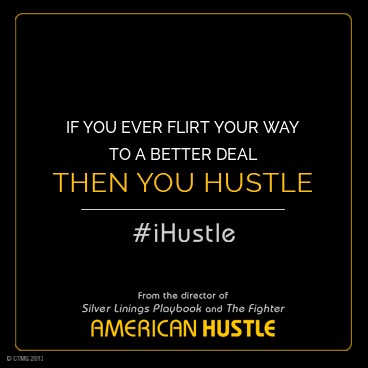 IF YOU EVER FLIRT YOUR WAY
TO A BETTER DEAL
THEN YOU HUSTLE
#iHustle
From the director of
Silver Linings Playbook and The Fighter
AMERICAN HUSTLE
© CTMG 2013